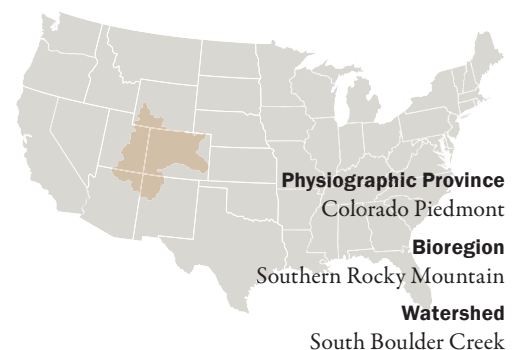 Physiographic Province
Colorado Piedmont
Bioregion
Southern Rocky Mountain
Watershed
South Boulder Creek